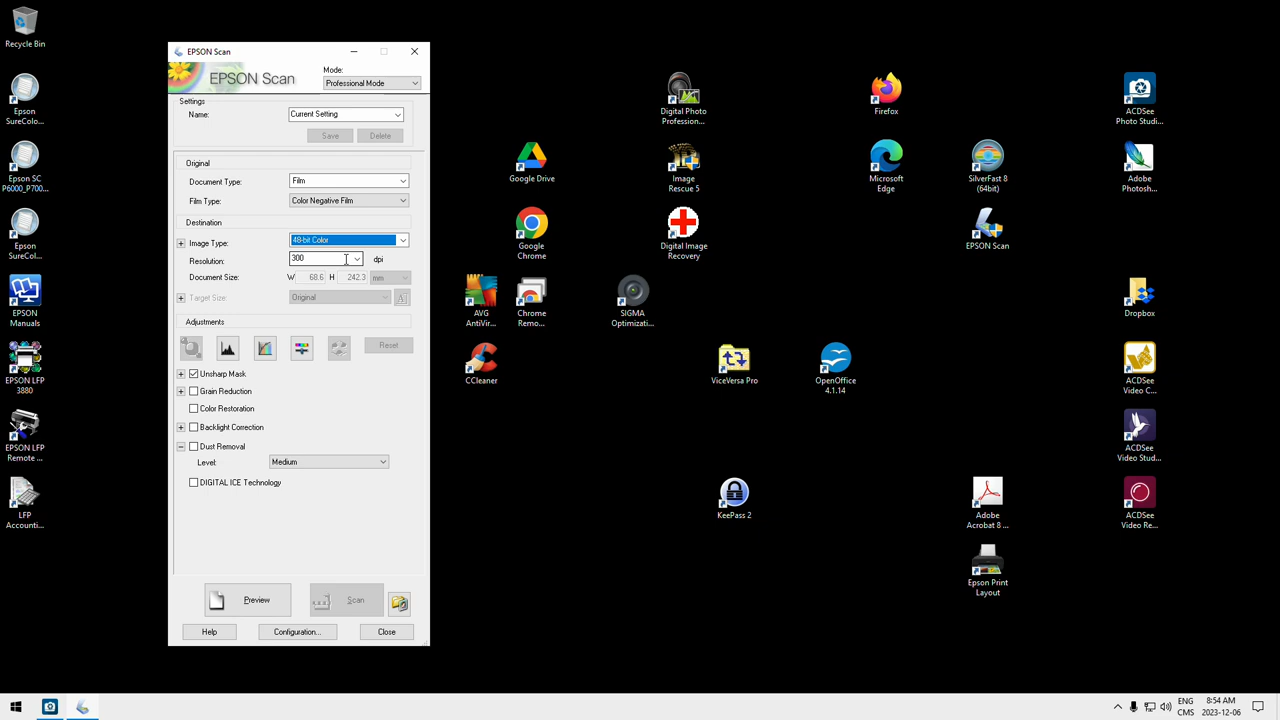 Recycle Bin
Epson
SureColo...
Epson SC
P6000_P700...
Epson
SureColor...
EPSON
Manuals
EPSON LFP
3880
EPSON LFP
Remote ...
LFP
Accounti...
EPSON Scan
EPSON Scan
Mode:
Professional Mode
Settings
Name:
Current Setting
Save
Delete
Original
Document Type:
Film
Film Type:
Color Negative Film
Destination
Image Type:
48-bit Color
Resolution:
300
dpi
Document Size:
W
68.6
H
242.3
mm
Target Size:
Original
Adjustments
Reset
Unsharp Mask
Grain Reduction
Color Restoration
Backlight Correction
Dust Removal
Level:
Medium
DIGITAL ICE Technology
Preview
Scan
Help
Configuration...
Close
Digital Photo
Profession...
Firefox
ACDSee
Photo Studi...
Google Drive
Image
Rescue 5
Microsoft
Edge
SilverFast 8
(64bit)
Adobe
Photosh...
Google
Chrome
Digital Image
Recovery
EPSON Scan
AVG
AntiVir...
Chrome
Remo...
SIGMA
Optimizati...
Dropbox
CCleaner
ViceVersa Pro
OpenOffice
4.1.14
ACDSee
Video C...
ACDSee
Video Stud...
KeePass 2
Adobe
Acrobat 8 ...
ACDSee
Video Re...
Epson Print
Layout
ENG
CMS
8:54 AM
2023-12-06